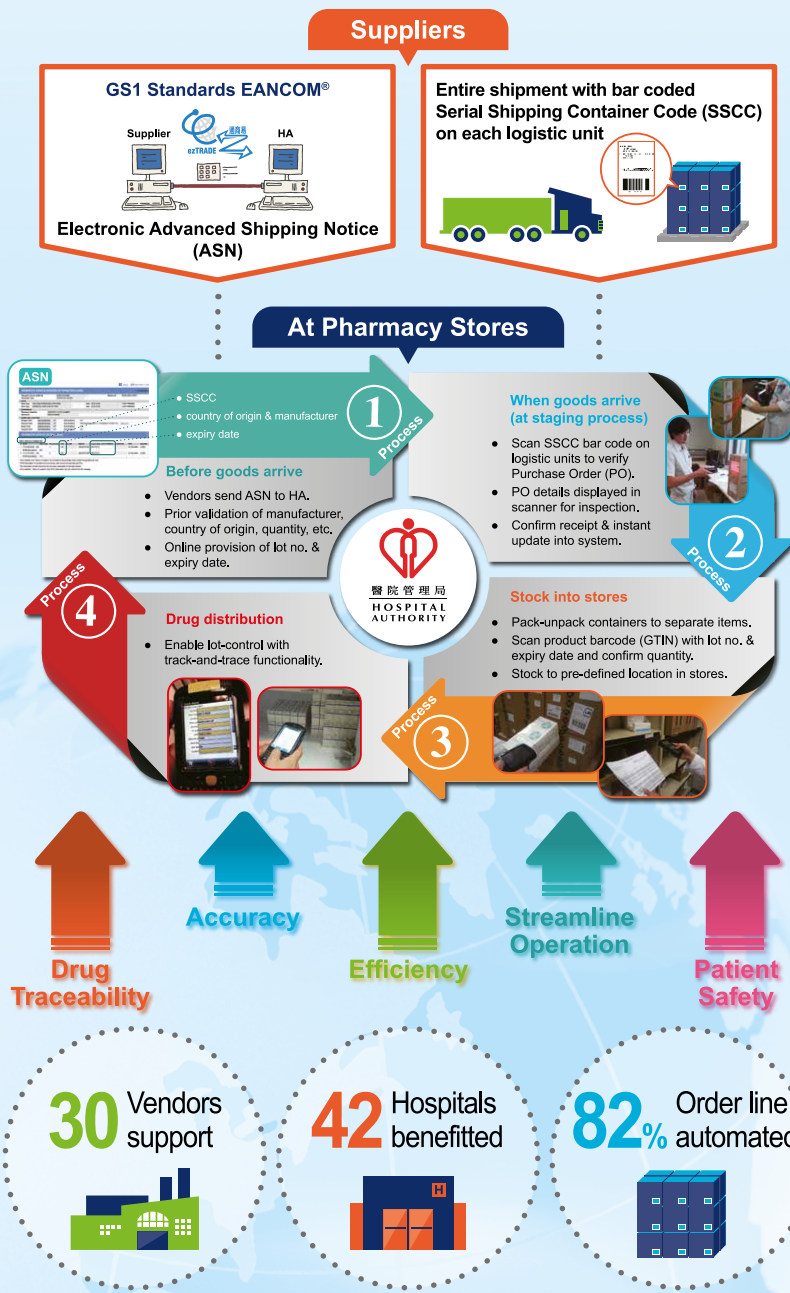 Suppliers
GS1 Standards EANCOM®
Supplier
通商易
ezTRADE
HA
Electronic Advanced Shipping Notice
(ASN)
Entire shipment with bar coded
Serial Shipping Container Code (SSCC)
on each logistic unit
At Pharmacy Stores
ASN
• SSCC
• country of origin & manufacturer
• expiry date
1
Process
Before goods arrive
• Vendors send ASN to HA.
• Prior validation of manufacturer,
country of origin, quantity, etc.
• Online provision of lot no. &
expiry date.
When goods arrive
(at staging process)
• Scan SSCC bar code on
logistic units to verify
Purchase Order (PO).
• PO details displayed in
scanner for inspection.
• Confirm receipt & instant
update into system.
2
Process
醫院管理局
HOSPITAL
AUTHORITY
Stock into stores
• Pack-unpack containers to separate items.
• Scan product barcode (GTIN) with lot no. &
expiry date and confirm quantity.
• Stock to pre-defined location in stores.
Process
3
Process
4
Drug distribution
• Enable lot-control with
track-and-trace functionality.
Drug
Traceability
Accuracy
Efficiency
Streamline
Operation
Patient
Safety
30 Vendors
support
42 Hospitals
benefitted
H
82% Order line
automated